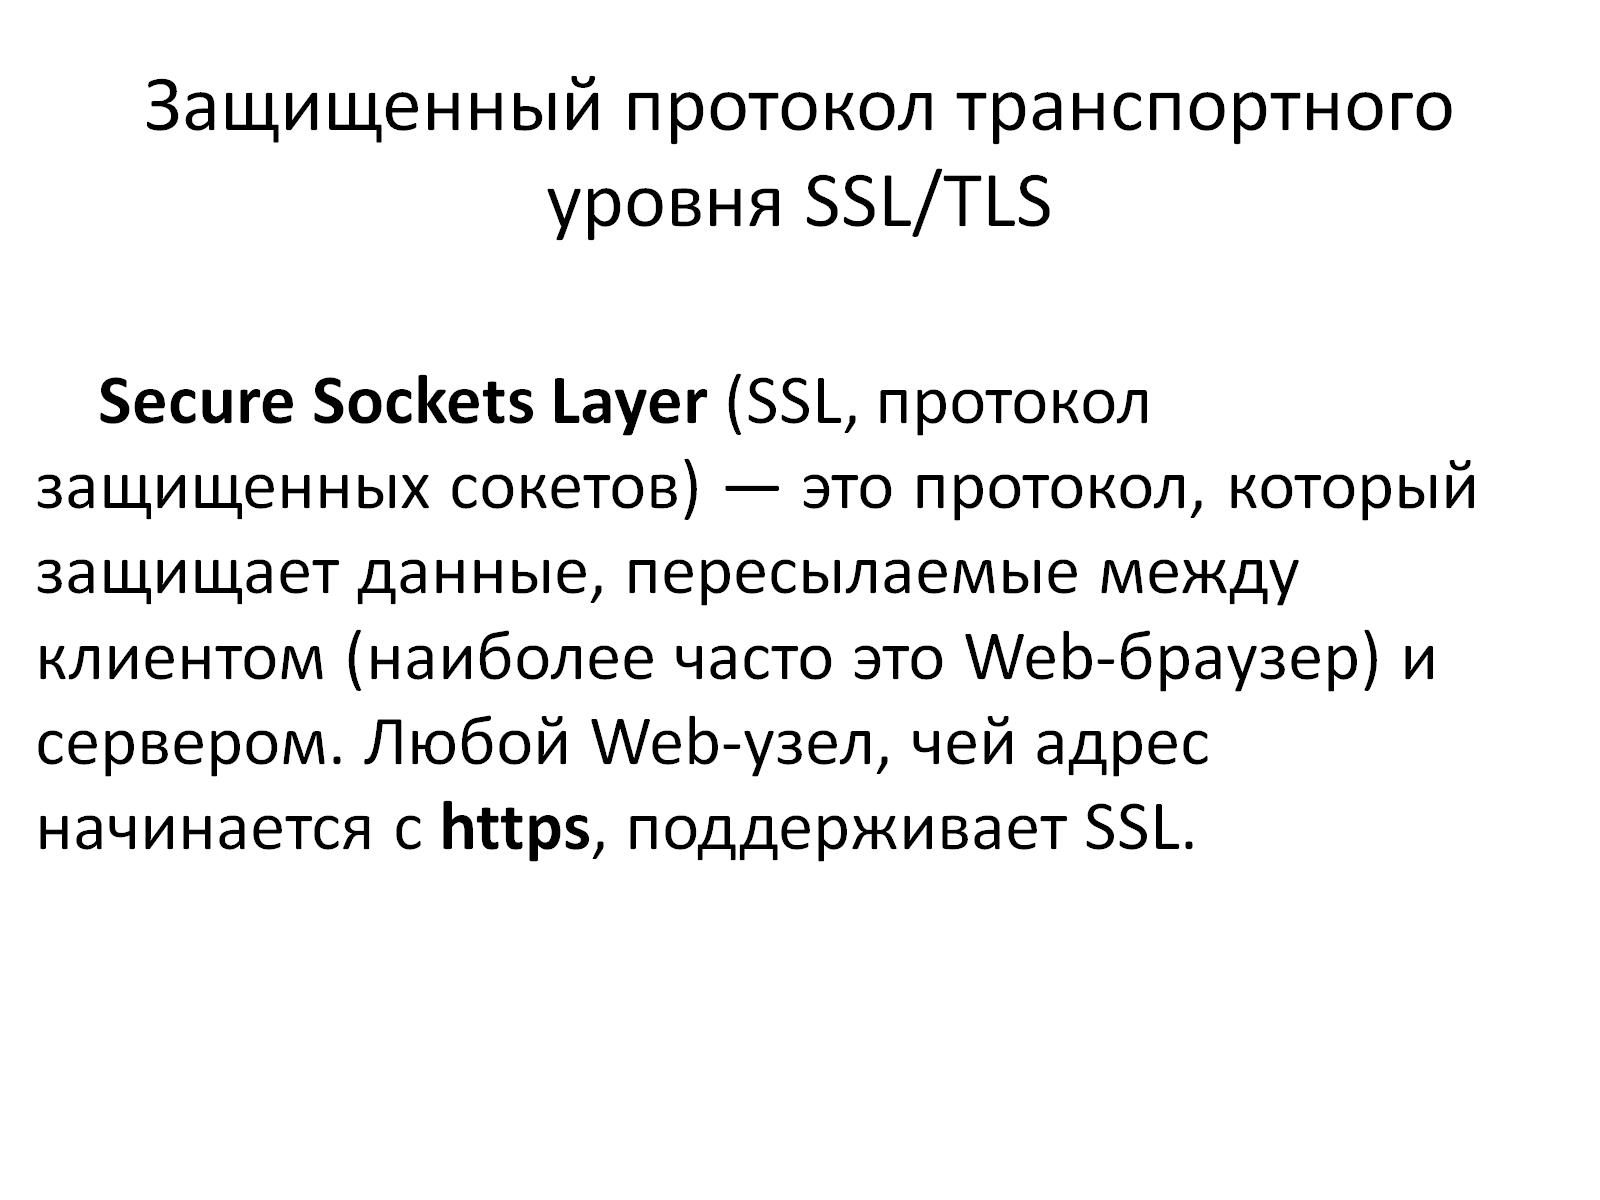 Защищенный протокол транспортного
уровня SSL/TLS
Secure Sockets Layer (SSL, протокол
защищенных сокетов) — это протокол, который
защищает данные, пересылаемые между
клиентом (наиболее часто это Web-браузер) и
сервером. Любой Web-узел, чей адрес
начинается с https, поддерживает SSL.